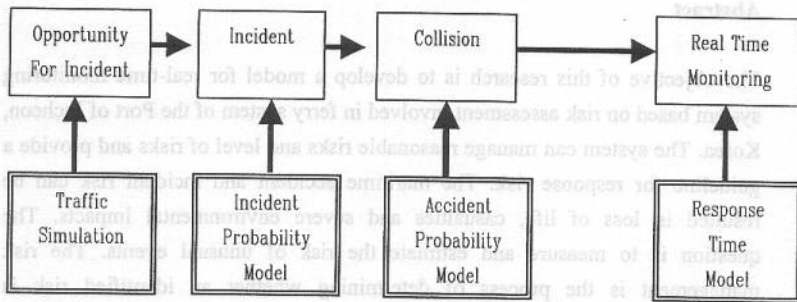 Abstract
Opportunity
For Incident
Incident
Collision
Real Time
Monitoring
objective of this research is to develop a model for real-time monitoring
system based on risk assessment involved in ferry system of the Port of Incheon,
Korea. The system can manage reasonable risks and level of risks and provide a
guideline for response risk. The maritime accident and incident risk can be
resulted in loss of life, casualties and severe environmental impacts. The
question is to measure and estimate the risk of unusual events. The risk
management is the process of determining whether an identified risk is
Traffic
Simulation
Incident
Probability
Model
Accident
Probability
Model
Response
Time
Model